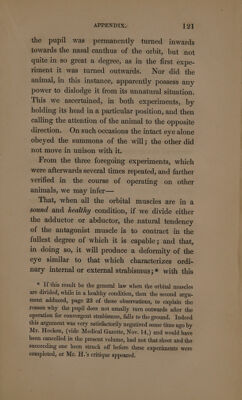 APPENDIX. 121
the pupil was permanently turned inwards
towards the nasal canthus of the orbit, but not
quite in so great a degree, as in the first expe-
riment it was turned outwards. Nor did the
animal, in this instance, apparently possess any
power to dislodge it from its unnatural situation.
This we ascertained, in both experiments, by
holding its head in a particular position, and then
calling the attention of the animal to the opposite
direction. On such occasions the intact eye alone
obeyed the summons of the will; the other did
not move in unison with it.
From the three foregoing experiments, which
were afterwards several times repeated, and farther
verified in the course of operating on other
animals, we may infer—
That, when all the orbital muscles are in a
sound and healthy condition, if we divide either
the adductor or abductor, the natural tendency
of the antagonist muscle is to contract in the
fullest degree of which it is capable; and that,
in doing so, it will produce a deformity of the
eye similar to that which characterizes ordi-
nary internal or external strabismus;* with this
* If this result be the general law when the orbital muscles
are divided, while in a healthy condition, then the second argu-
ment adduced, page 23 of these observations, to explain the
reason why the pupil does not usually turn outwards after the
operation for convergent strabismus, falls to the ground. Indeed
this argument was very satisfactorily negatived some time ago by
Mr. Hocken, (vide Medical Gazette, Nov. 14,) and would have
been cancelled in the present volume, had not that sheet and the
succeeding one been struck off before these experiments were
completed, or Mr. H.'s critique appeared.